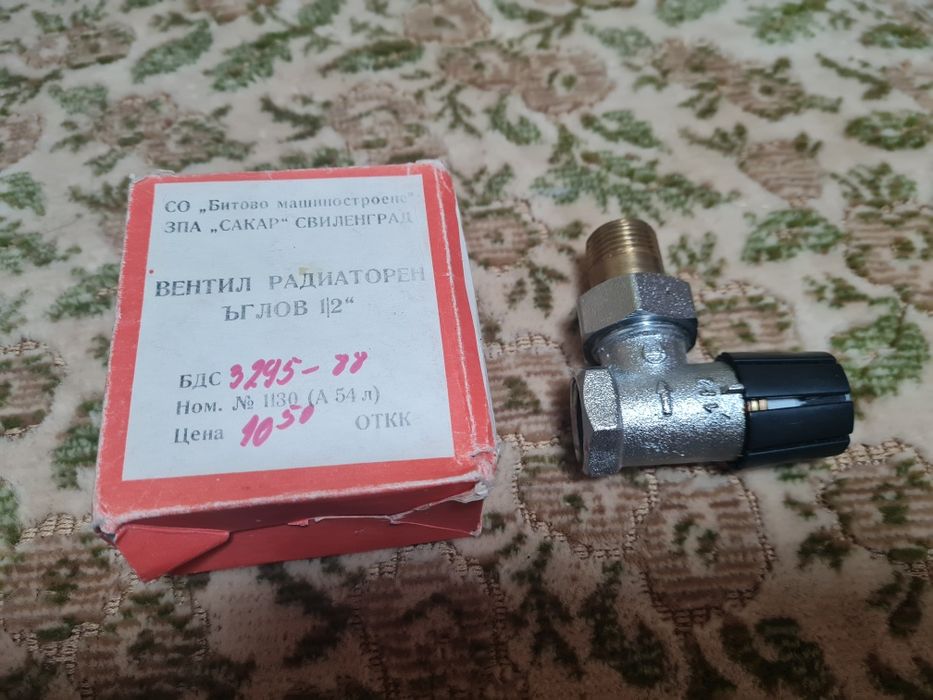 СО „Битово машиностроене“
ЗПА „САКАР“ СВИЛЕНГРАД
ВЕНТИЛ РАДИАТОРЕН
ЪГЛОВ 1|2“
БДС 3245-77
Ном. № 1130 (А 54 л)
Цена 10 50 ОТКК